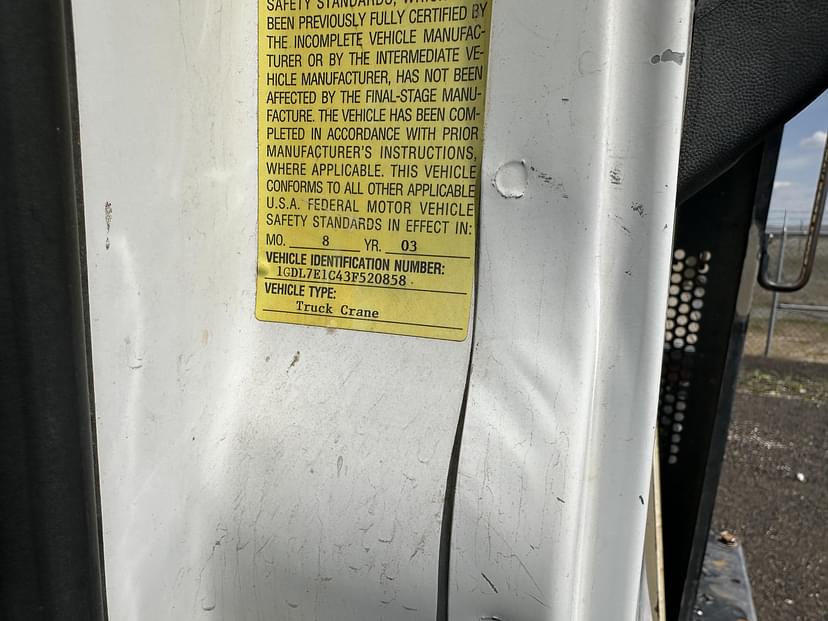 SAFETY STANDARDS, WHICH
BEEN PREVIOUSLY FULLY CERTIFIED BY
THE INCOMPLETE VEHICLE MANUFAC-
TURER OR BY THE INTERMEDIATE VE-
HICLE MANUFACTURER, HAS NOT BEEN
AFFECTED BY THE FINAL-STAGE MANU-
FACTURE. THE VEHICLE HAS BEEN COM-
PLETED IN ACCORDANCE WITH PRIOR
MANUFACTURER'S INSTRUCTIONS,
WHERE APPLICABLE. THIS VEHICLE
CONFORMS TO ALL OTHER APPLICABLE
U.S.A. FEDERAL MOTOR VEHICLE
SAFETY STANDARDS IN EFFECT IN:
MO. 8 YR. 03
VEHICLE IDENTIFICATION NUMBER:
1GDL7E1C43F520858
VEHICLE TYPE:
Truck Crane